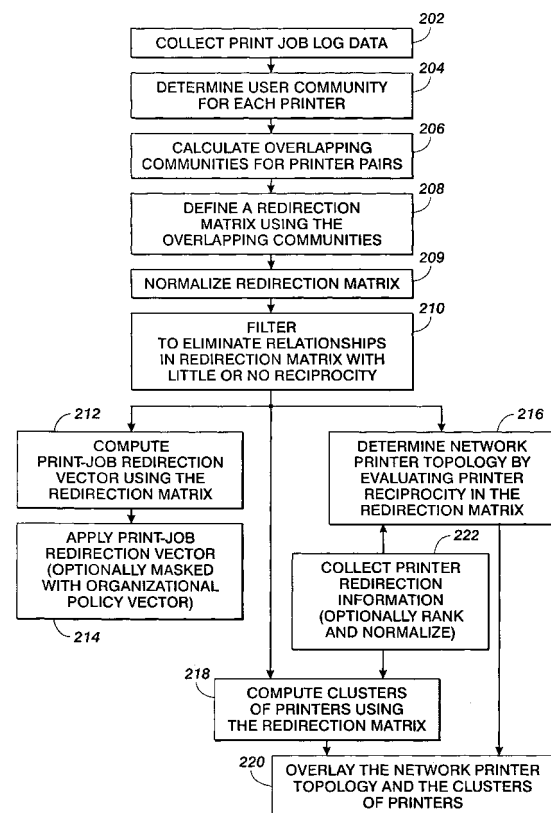 202
COLLECT PRINT JOB LOG DATA
204
DETERMINE USER COMMUNITY
FOR EACH PRINTER
206
CALCULATE OVERLAPPING
COMMUNITIES FOR PRINTER PAIRS
208
DEFINE A REDIRECTION
MATRIX USING THE
OVERLAPPING COMMUNITIES
209
NORMALIZE REDIRECTION MATRIX
210
FILTER
TO ELIMINATE RELATIONSHIPS
IN REDIRECTION MATRIX WITH
LITTLE OR NO RECIPROCITY
212
COMPUTE
PRINT-JOB REDIRECTION
VECTOR USING THE
REDIRECTION MATRIX
216
DETERMINE NETWORK
PRINTER TOPOLOGY BY
EVALUATING PRINTER
RECIPROCITY IN THE
REDIRECTION MATRIX
APPLY PRINT-JOB
REDIRECTION VECTOR
(OPTIONALLY MASKED
WITH ORGANIZATIONAL
POLICY VECTOR)
214
222
COLLECT PRINTER
REDIRECTION
INFORMATION
(OPTIONALLY RANK
AND NORMALIZE)
218
COMPUTE CLUSTERS
OF PRINTERS USING
THE REDIRECTION MATRIX
220
OVERLAY THE NETWORK PRINTER
TOPOLOGY AND THE CLUSTERS
OF PRINTERS